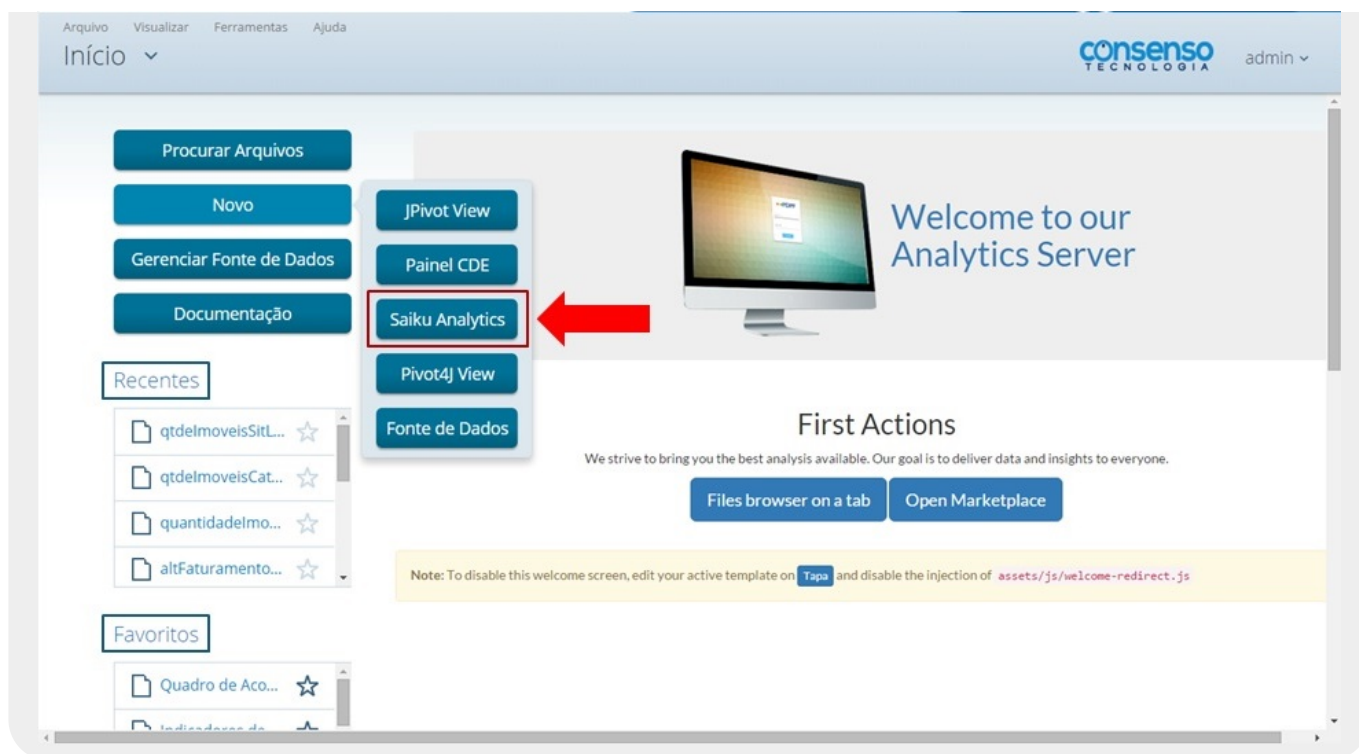 Arquivo Visualizar Ferramentas Ajuda
Início
consenso
TECNOLOGIA
admin
Procurar Arquivos
Novo
Gerenciar Fonte de Dados
Documentação
JPivot View
Painel CDE
Saiku Analytics
Pivot4J View
Fonte de Dados
Welcome to our
Analytics Server
Recentes
qtdeImoveisSitL...
qtdeImoveisCat...
quantidadeImo...
altFaturamento...
First Actions
We strive to bring you the best analysis available. Our goal is to deliver data and insights to everyone.
Files browser on a tab Open Marketplace
Note: To disable this welcome screen, edit your active template on Tapa and disable the injection of assets/js/welcome-redirect.js
Favoritos
Quadro de Aco...